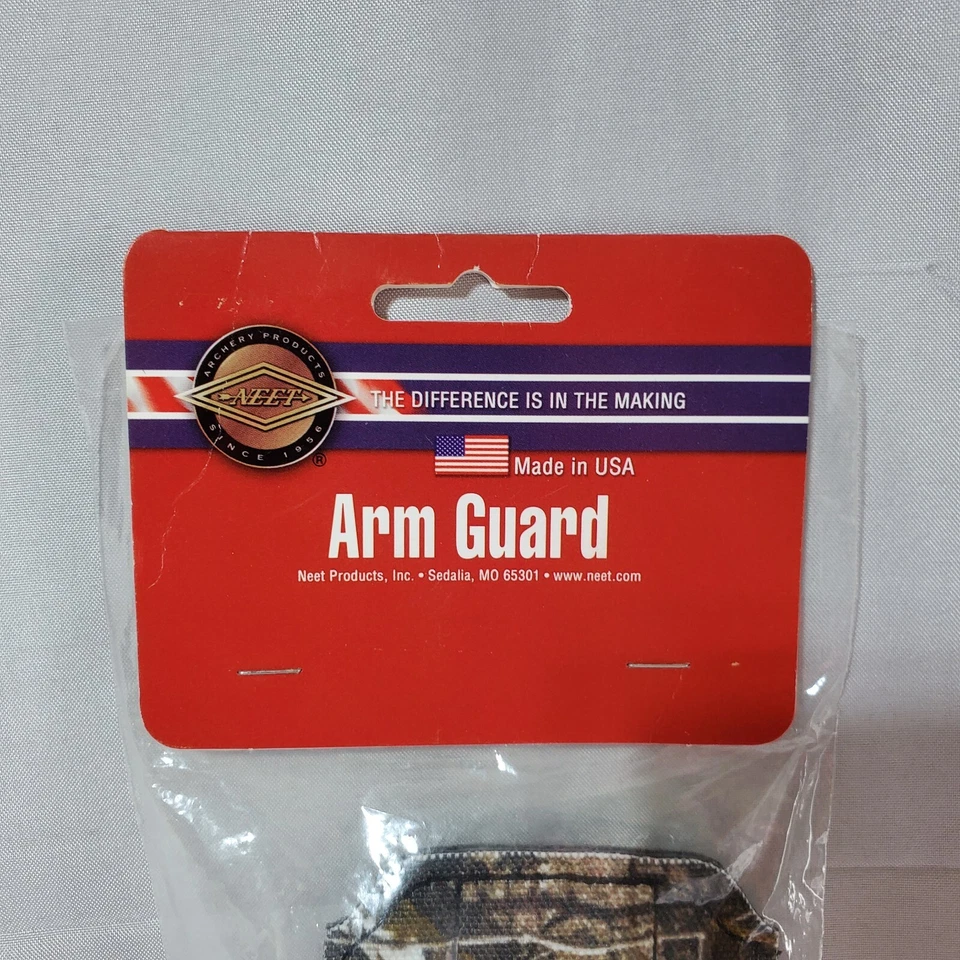 ARCHERY PRODUCTS
NEET
SINCE 1956
®
THE DIFFERENCE IS IN THE MAKING
Made in USA
Arm Guard
Neet Products, Inc. • Sedalia, MO 65301 • www.neet.com